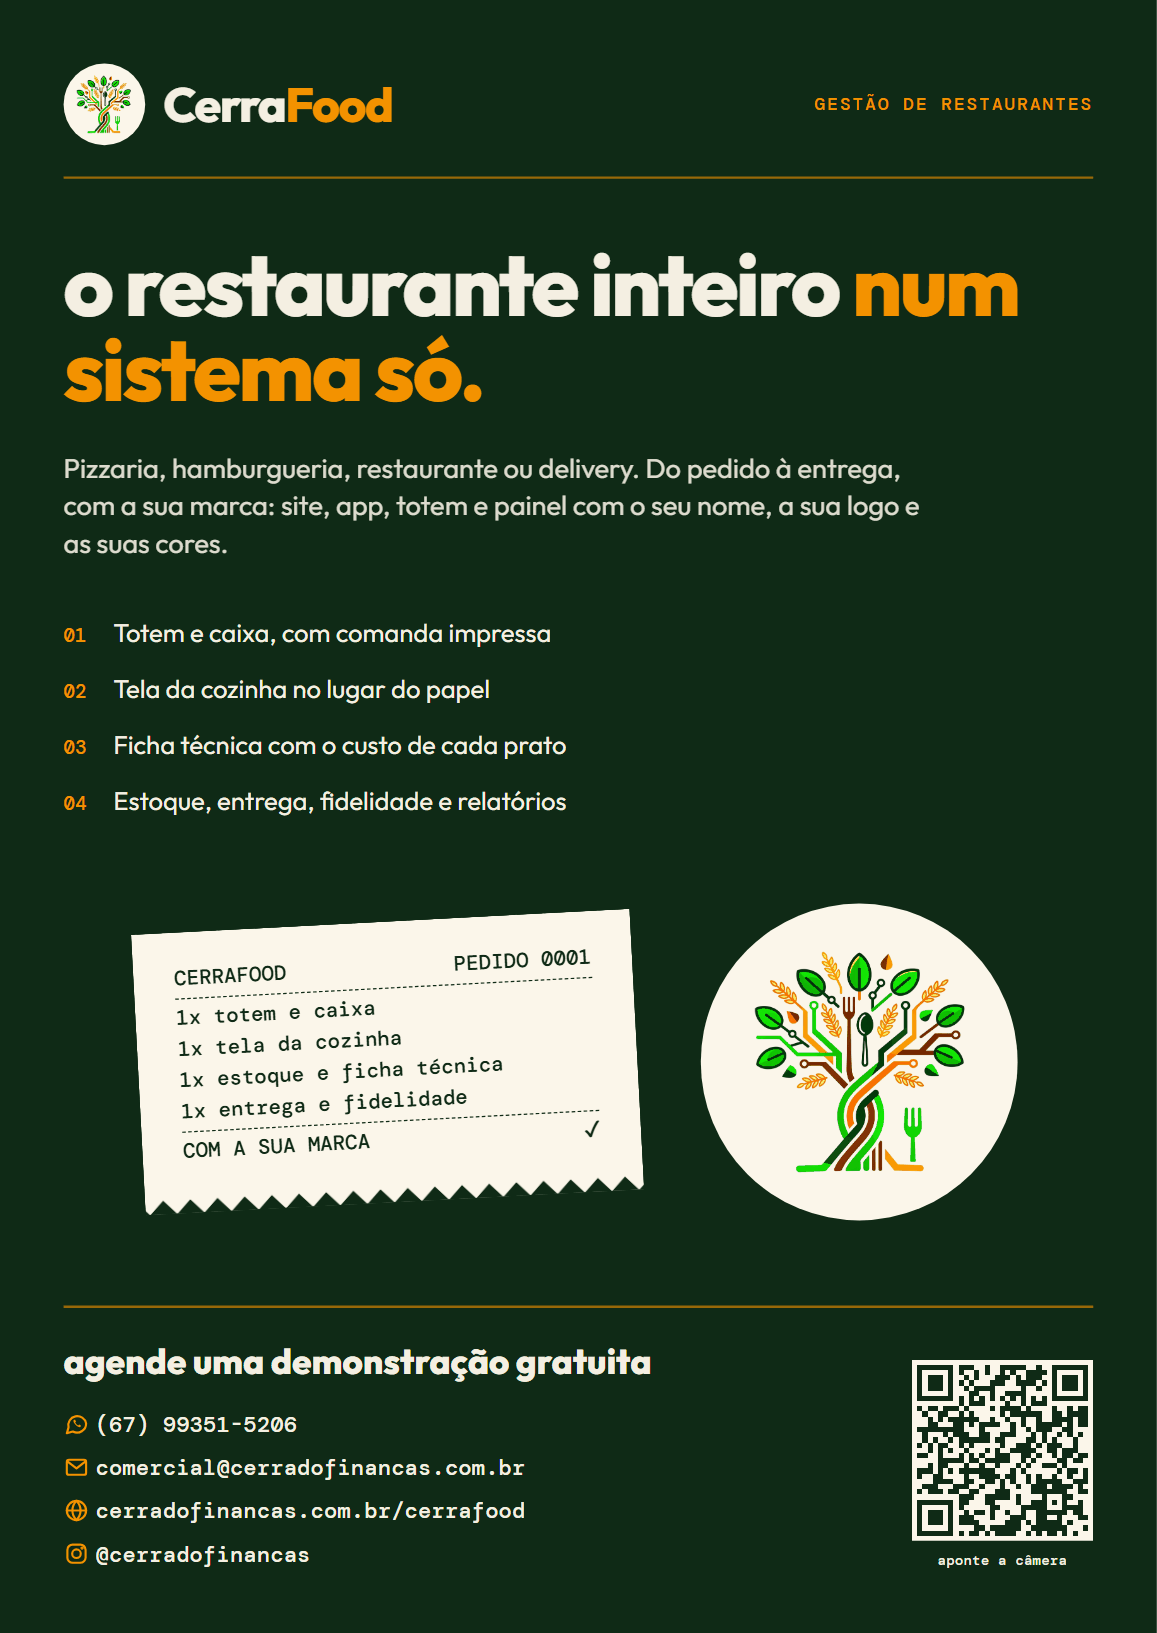 CerraFood
GESTÃO DE RESTAURANTES
o restaurante inteiro num
sistema só.
Pizzaria, hamburgueria, restaurante ou delivery. Do pedido à entrega,
com a sua marca: site, app, totem e painel com o seu nome, a sua logo e
as suas cores.
01 Totem e caixa, com comanda impressa
02 Tela da cozinha no lugar do papel
03 Ficha técnica com o custo de cada prato
04 Estoque, entrega, fidelidade e relatórios
CERRAFOOD PEDIDO 0001
1x totem e caixa
1x tela da cozinha
1x estoque e ficha técnica
1x entrega e fidelidade
COM A SUA MARCA ✓
agende uma demonstração gratuita
(67) 99351-5206
comercial@cerradofinancas.com.br
cerradofinancas.com.br/cerrafood
@cerradofinancas
aponte a câmera